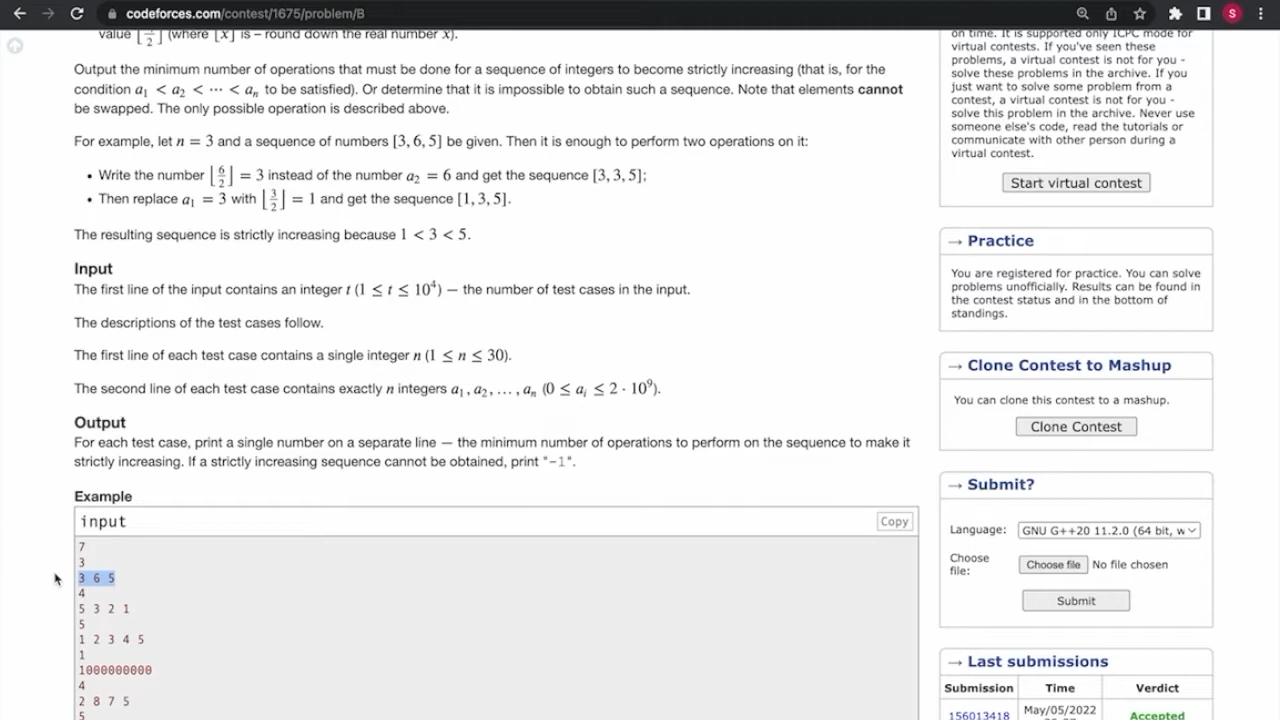 codeforces.com/contest/1675/problem/B
S
value ⌊ /2⌋ (where ⌊x⌋ is – round down the real number x).
Output the minimum number of operations that must be done for a sequence of integers to become strictly increasing (that is, for the
condition a₁ < a₂ < ⋯ < aₙ to be satisfied). Or determine that it is impossible to obtain such a sequence. Note that elements cannot
be swapped. The only possible operation is described above.
For example, let n = 3 and a sequence of numbers [3, 6, 5] be given. Then it is enough to perform two operations on it:
• Write the number ⌊6/2⌋ = 3 instead of the number a₂ = 6 and get the sequence [3, 3, 5];
• Then replace a₁ = 3 with ⌊3/2⌋ = 1 and get the sequence [1, 3, 5].
The resulting sequence is strictly increasing because 1 < 3 < 5.
Input
The first line of the input contains an integer t (1 ≤ t ≤ 10⁴) — the number of test cases in the input.
The descriptions of the test cases follow.
The first line of each test case contains a single integer n (1 ≤ n ≤ 30).
The second line of each test case contains exactly n integers a₁, a₂, …, aₙ (0 ≤ aᵢ ≤ 2 · 10⁹).
Output
For each test case, print a single number on a separate line — the minimum number of operations to perform on the sequence to make it
strictly increasing. If a strictly increasing sequence cannot be obtained, print "-1".
Example
input
Copy
7
3
3 6 5
4
5 3 2 1
5
1 2 3 4 5
1
1000000000
4
2 8 7 5
5
on time. It is supported only ICPC mode for
virtual contests. If you've seen these
problems, a virtual contest is not for you -
solve these problems in the archive. If you
just want to solve some problem from a
contest, a virtual contest is not for you -
solve this problem in the archive. Never use
someone else's code, read the tutorials or
communicate with other person during a
virtual contest.
Start virtual contest
→ Practice
You are registered for practice. You can solve
problems unofficially. Results can be found in
the contest status and in the bottom of
standings.
→ Clone Contest to Mashup
You can clone this contest to a mashup.
Clone Contest
→ Submit?
Language: GNU G++20 11.2.0 (64 bit, w
Choose
file:
Choose file No file chosen
Submit
→ Last submissions
Submission Time Verdict
156013418 May/05/2022 Accepted